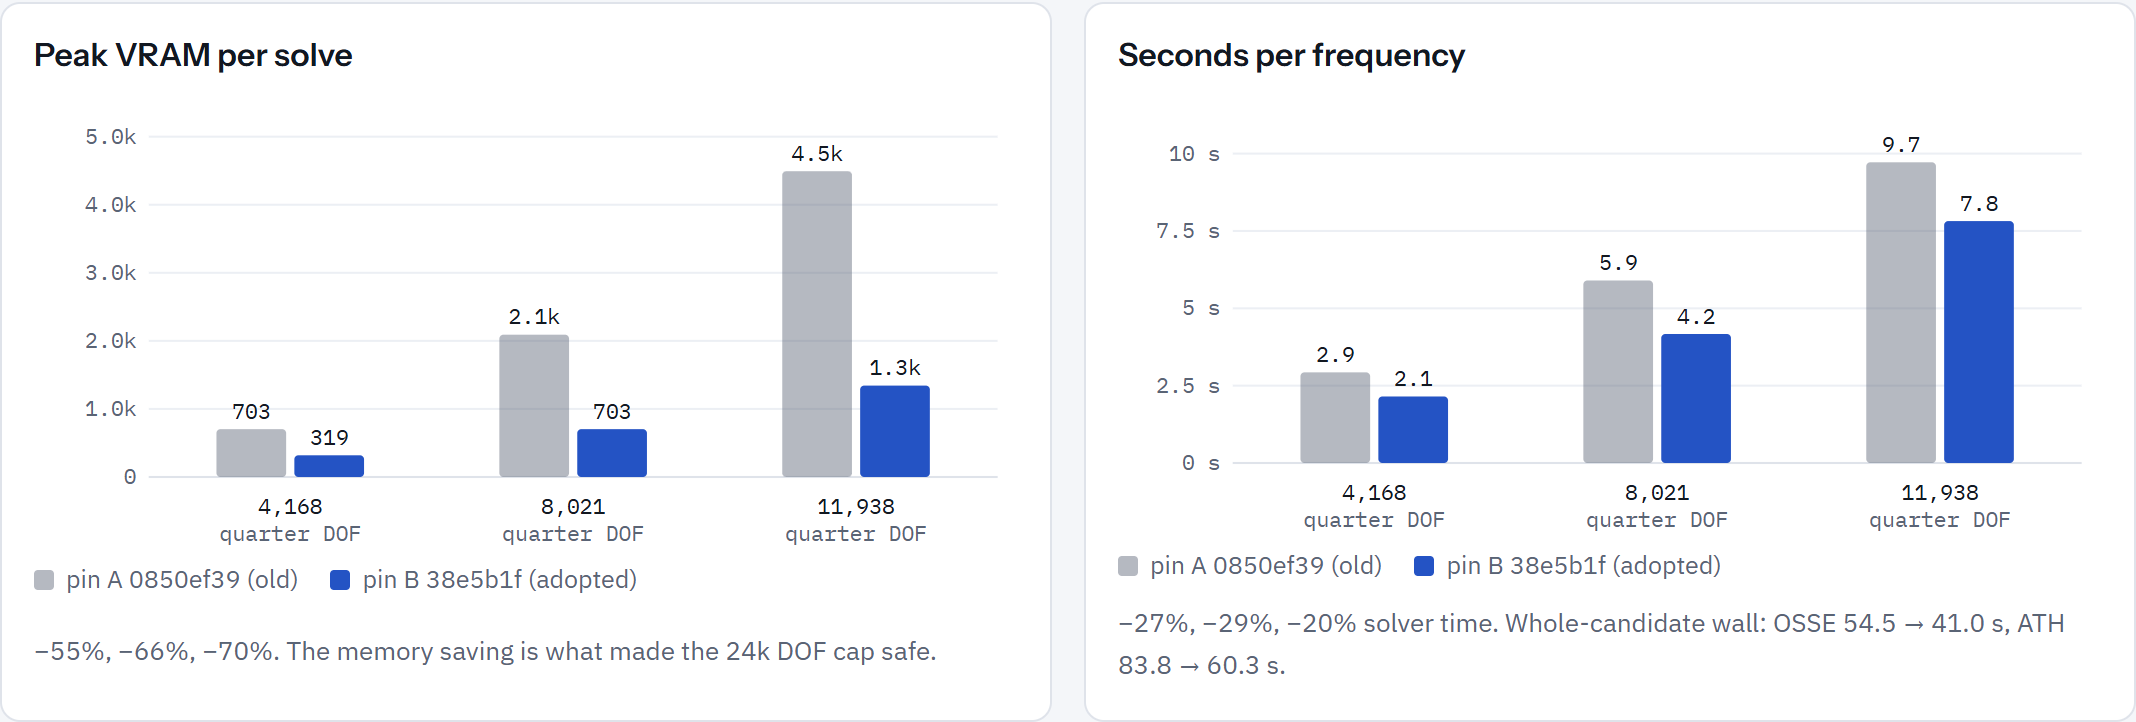 Peak VRAM per solve
5.0k
4.0k
3.0k
2.0k
1.0k
0
703
319
2.1k
703
4.5k
1.3k
4,168
quarter DOF
8,021
quarter DOF
11,938
quarter DOF
pin A 0850ef39 (old)
pin B 38e5b1f (adopted)
−55%, −66%, −70%. The memory saving is what made the 24k DOF cap safe.
Seconds per frequency
10 s
7.5 s
5 s
2.5 s
0 s
2.9
2.1
5.9
4.2
9.7
7.8
4,168
quarter DOF
8,021
quarter DOF
11,938
quarter DOF
pin A 0850ef39 (old)
pin B 38e5b1f (adopted)
−27%, −29%, −20% solver time. Whole-candidate wall: OSSE 54.5 → 41.0 s, ATH
83.8 → 60.3 s.